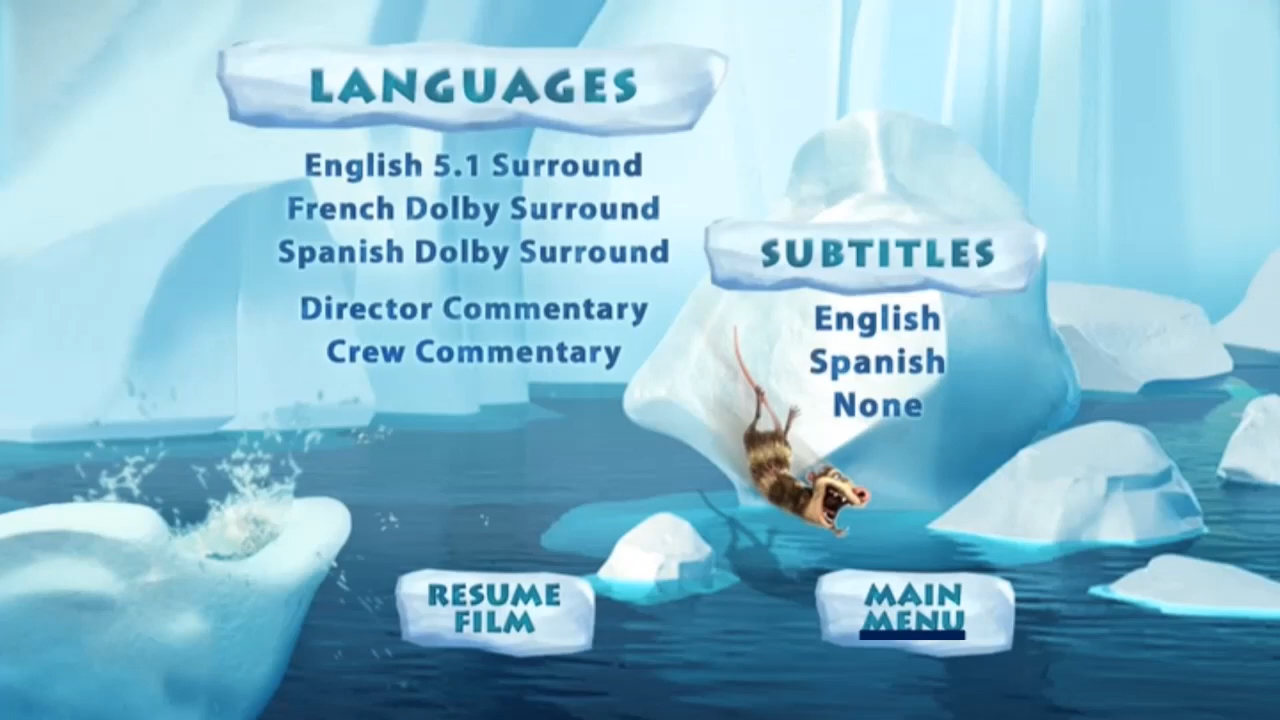 LANGUAGES
English 5.1 Surround
French Dolby Surround
Spanish Dolby Surround
Director Commentary
Crew Commentary
SUBTITLES
English
Spanish
None
RESUME
FILM
MAIN
MENU